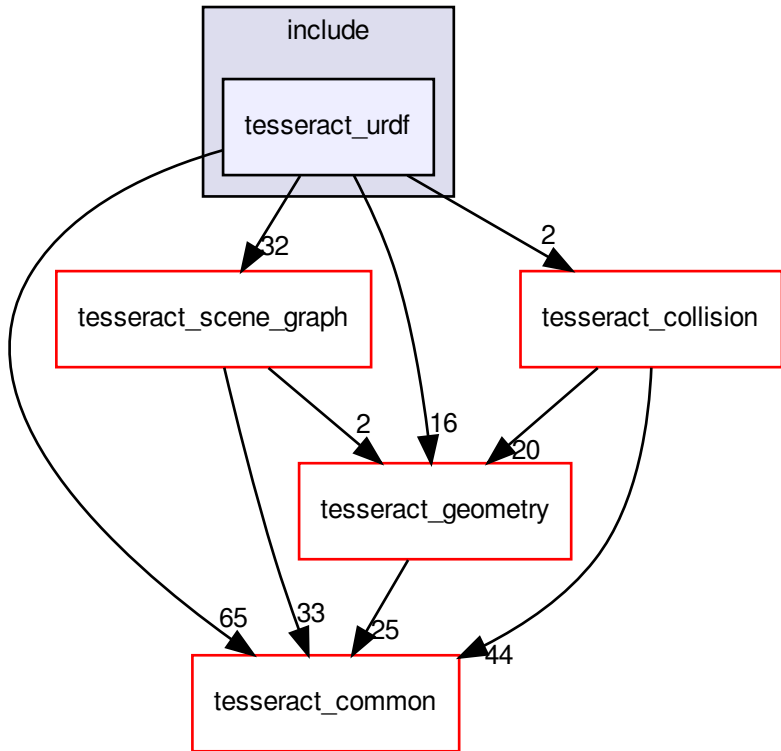 include
tesseract_urdf
32
2
tesseract_scene_graph
tesseract_collision
2
16
20
tesseract_geometry
65
33
25
44
tesseract_common